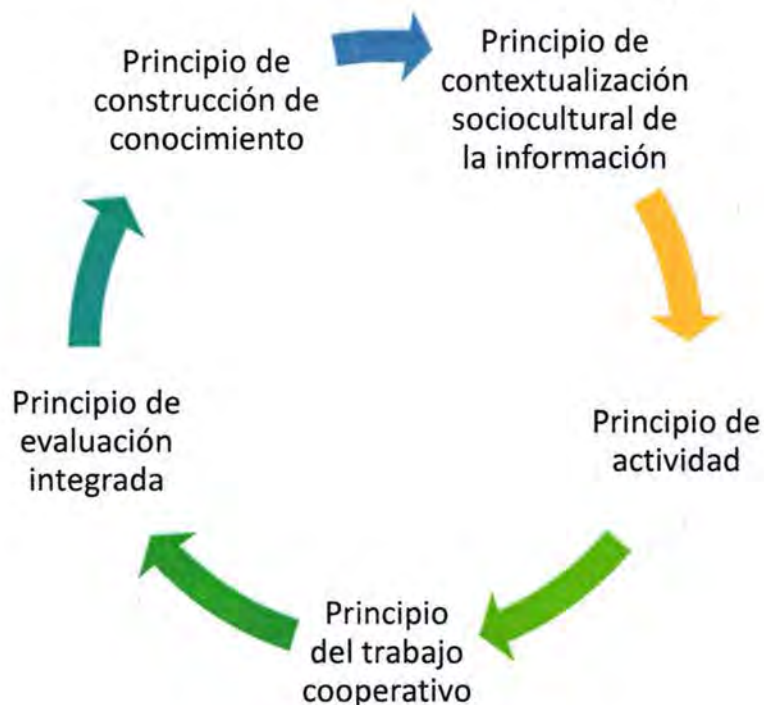 Principio de
construcción de
conocimiento
Principio de
contextualización
sociocultural de
la información
Principio de
actividad
Principio
del trabajo
cooperativo
Principio de
evaluación
integrada